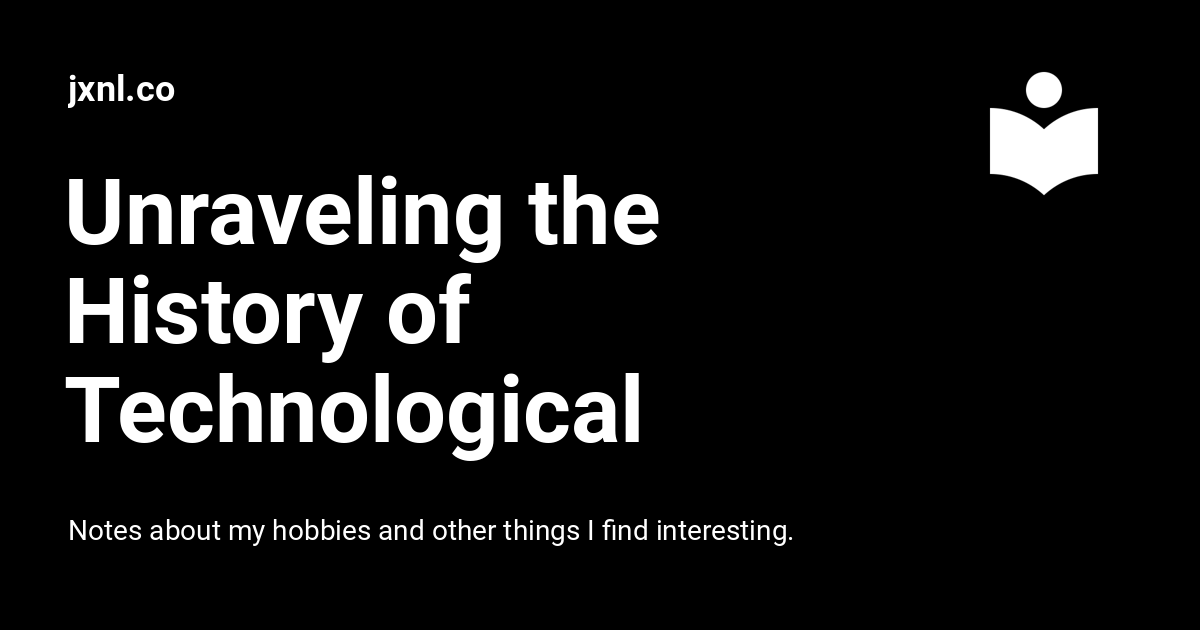 jxnl.co
Unraveling the
History of
Technological
Notes about my hobbies and other things I find interesting.